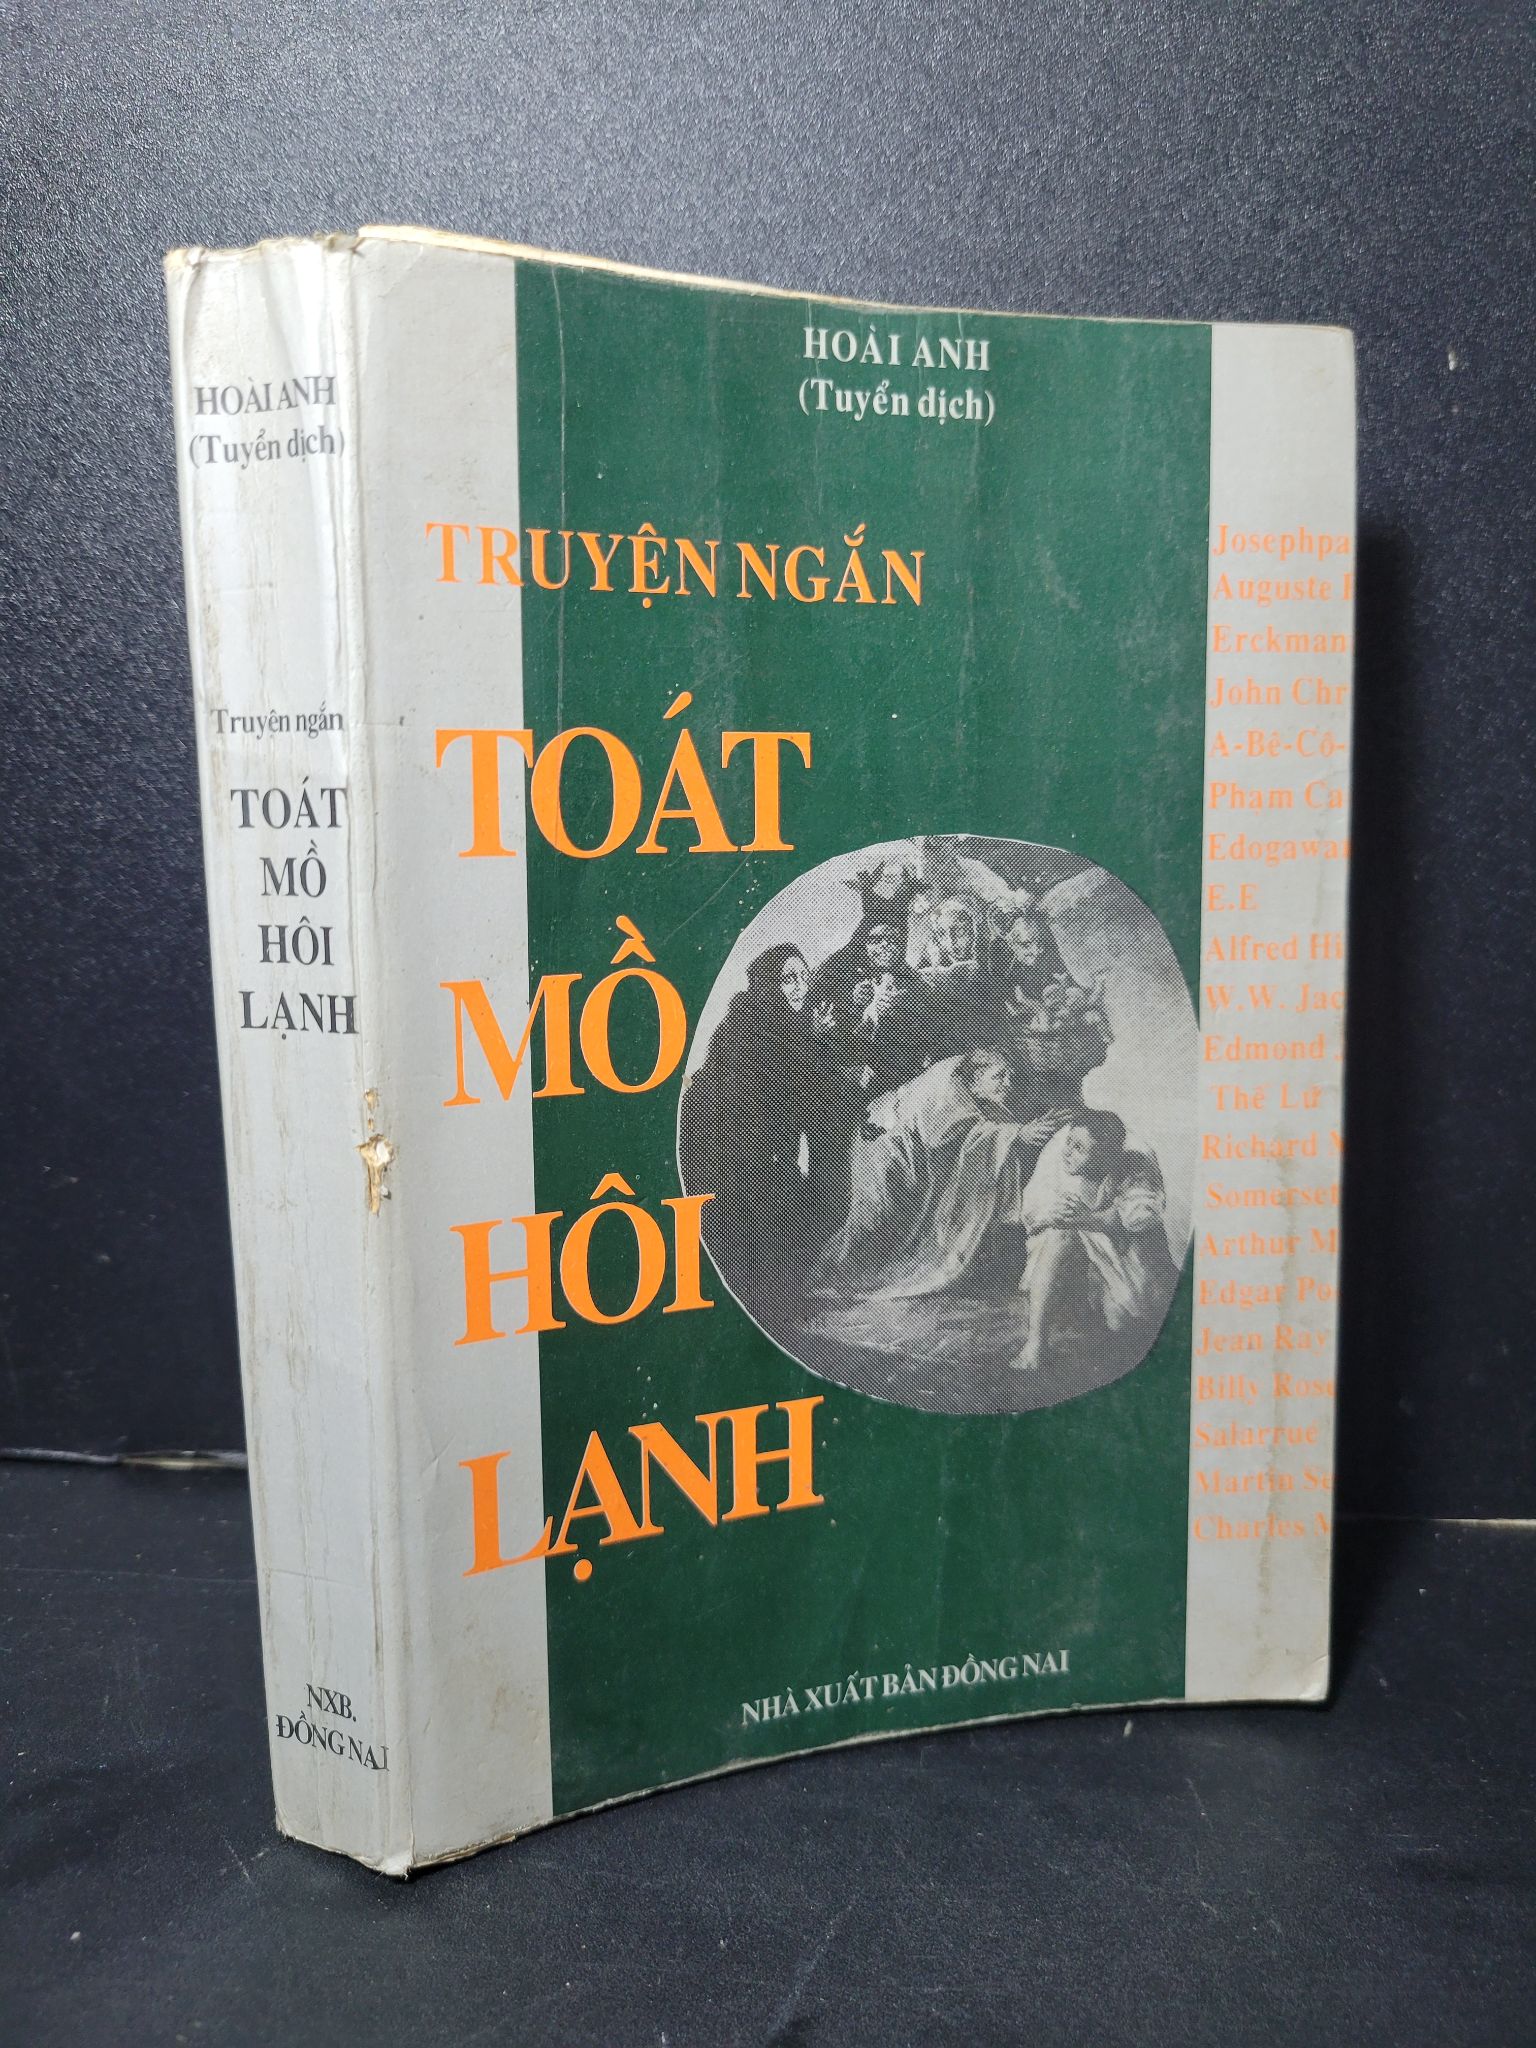 HOÀI ANH
(Tuyển dịch)
Truyện ngắn
TOÁT
MỒ
HÔI
LẠNH
NXB.
ĐỒNG NAI
HOÀI ANH
(Tuyển dịch)
TRUYỆN NGẮN
TOÁT
MỒ
HÔI
LẠNH
NHÀ XUẤT BẢN ĐỒNG NAI
Josephpa
Auguste
Erckman
John Chr
A-Bê-Cô-
Phạm Ca
Edogawa
E.E
Alfred Hi
W.W. Jac
Edmond
Thế Lữ
Richard M
Somerset
Arthur M
Edgar Po
Jean Ray
Billy Rose
Salarrue
Martin Se
Charles M